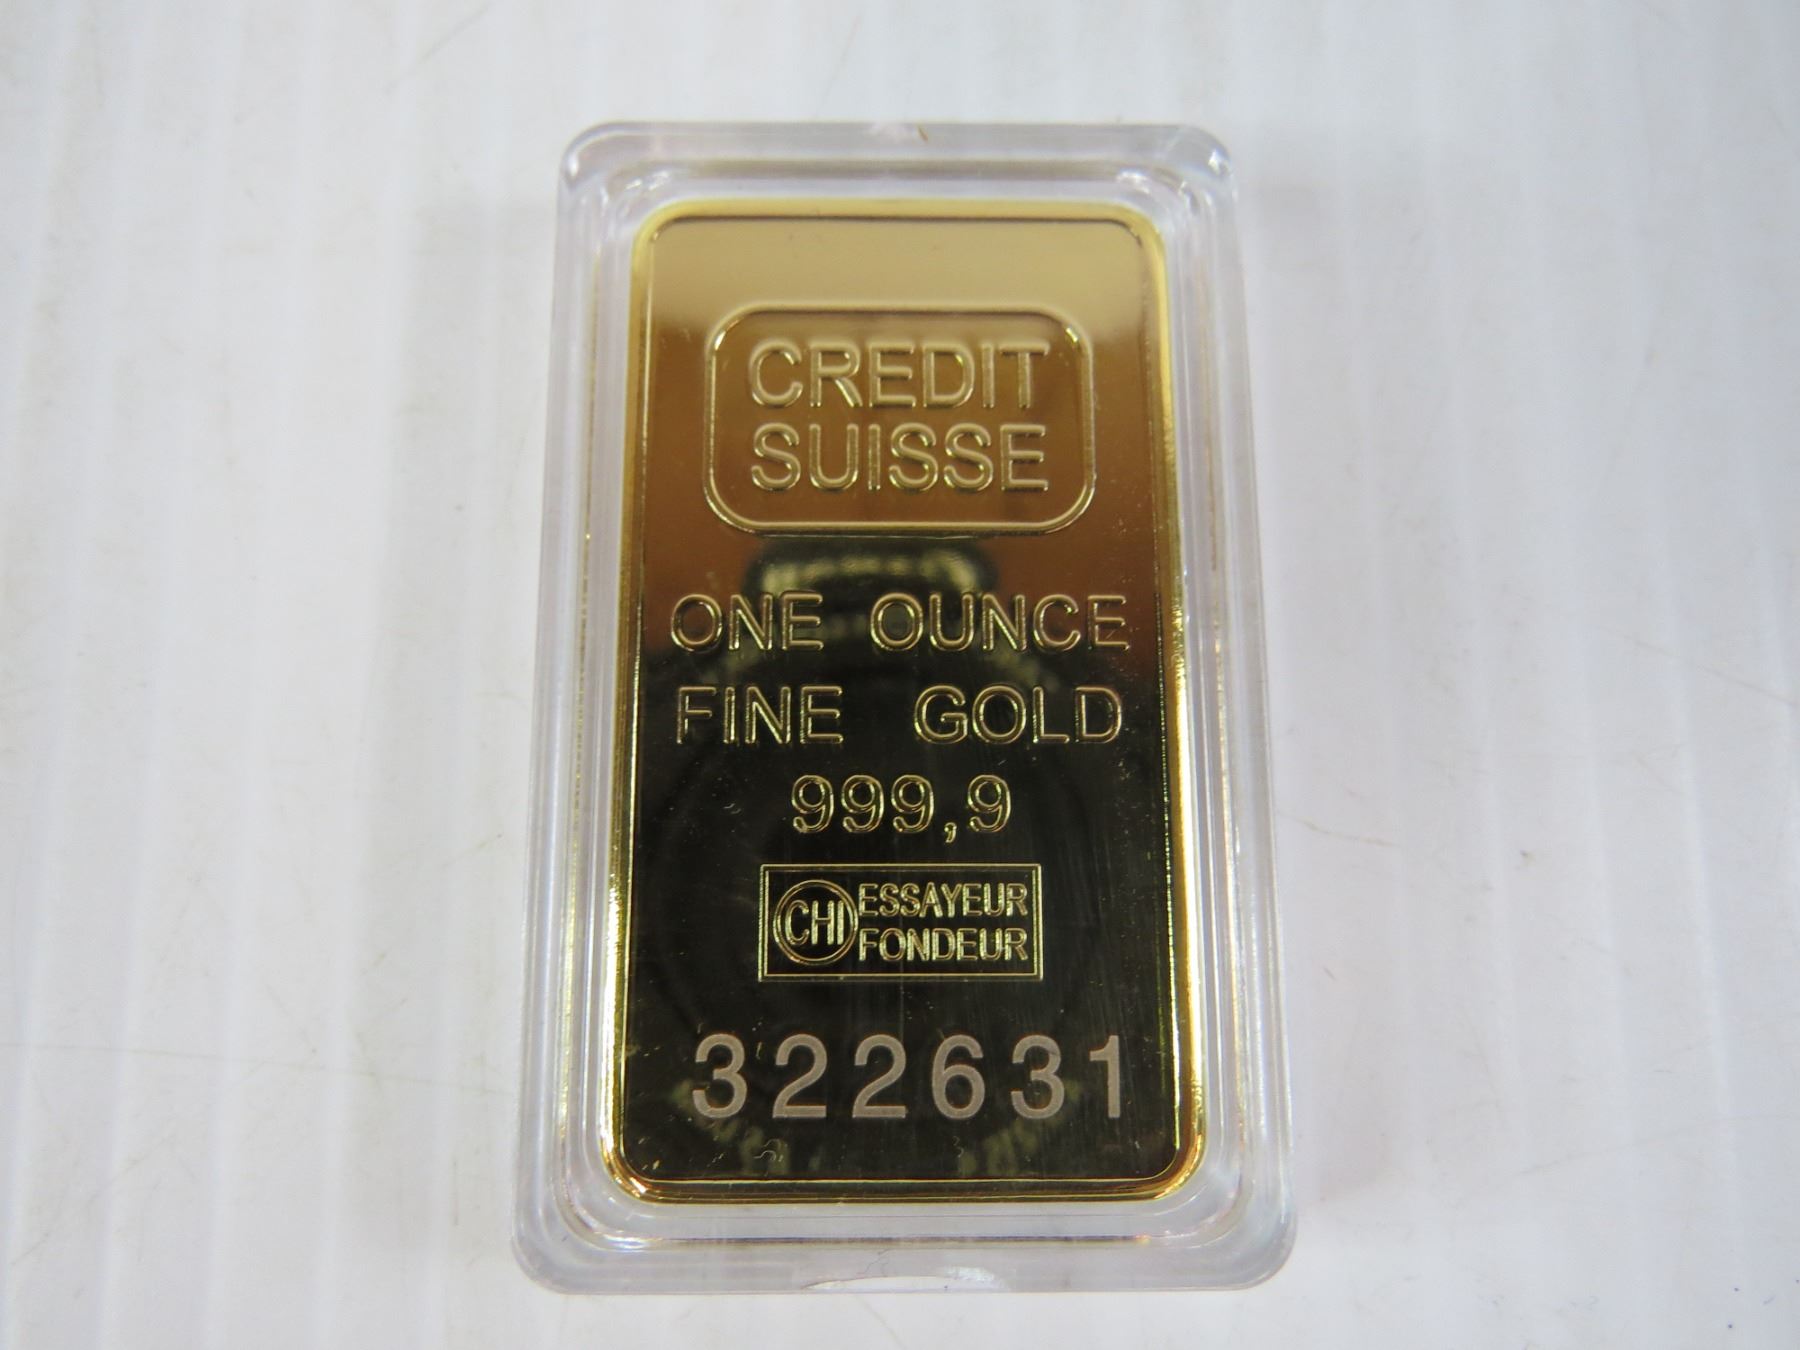 CREDIT
SUISSE
ONE OUNCE
FINE GOLD
999,9
CHI ESSAYEUR
FONDEUR
322631